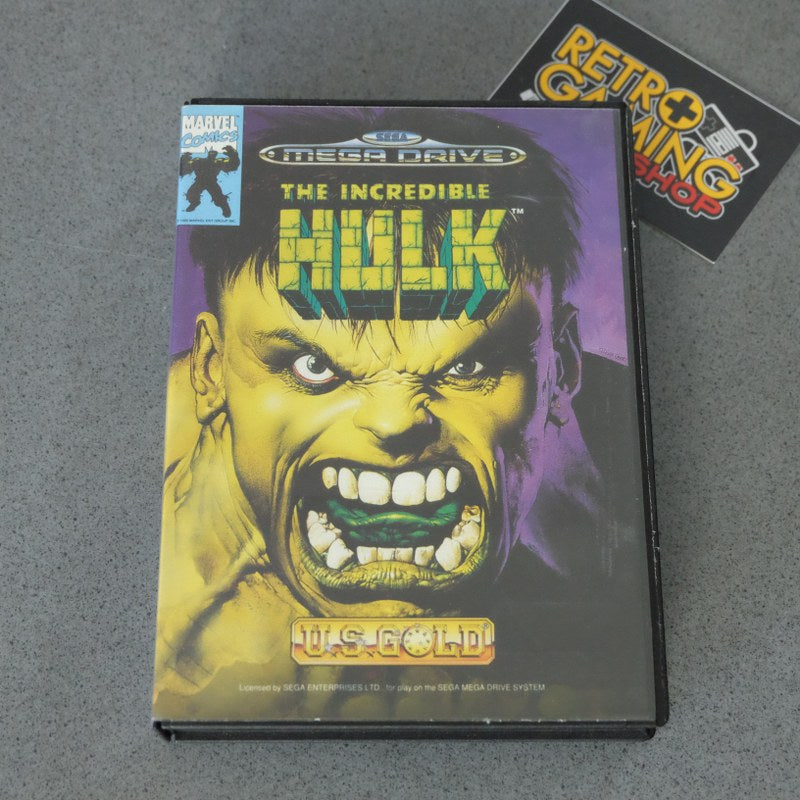 RETRO
GAMING
SHOP
MARVEL
COMICS
SEGA
MEGA DRIVE
THE INCREDIBLE
HULK™
U.S. GOLD®
Licensed by SEGA ENTERPRISES LTD. for play on the SEGA MEGA DRIVE SYSTEM